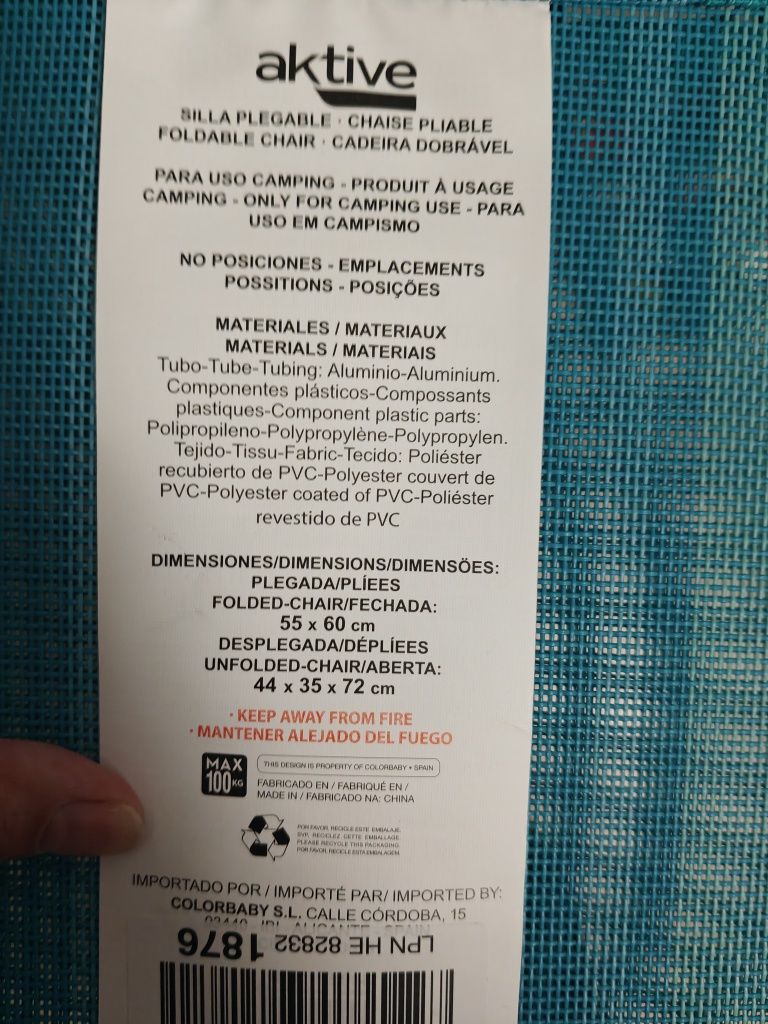 aktive
SILLA PLEGABLE · CHAISE PLIABLE
FOLDABLE CHAIR · CADEIRA DOBRÁVEL
PARA USO CAMPING - PRODUIT À USAGE
CAMPING - ONLY FOR CAMPING USE - PARA
USO EM CAMPISMO
NO POSICIONES - EMPLACEMENTS
POSSITIONS - POSIÇÕES
MATERIALES / MATERIAUX
MATERIALS / MATERIAIS
Tubo-Tube-Tubing: Aluminio-Aluminium.
Componentes plásticos-Compossants
plastiques-Component plastic parts:
Polipropileno-Polypropylène-Polypropylen.
Tejido-Tissu-Fabric-Tecido: Poliéster
recubierto de PVC-Polyester couvert de
PVC-Polyester coated of PVC-Poliéster
revestido de PVC
DIMENSIONES/DIMENSIONS/DIMENSÖES:
PLEGADA/PLÍEES
FOLDED-CHAIR/FECHADA:
55 x 60 cm
DESPLEGADA/DÉPLÍEES
UNFOLDED-CHAIR/ABERTA:
44 x 35 x 72 cm
· KEEP AWAY FROM FIRE
· MANTENER ALEJADO DEL FUEGO
MAX
100KG
THIS DESIGN IS PROPERTY OF COLORBABY • SPAIN
FABRICADO EN / FABRIQUÉ EN /
MADE IN / FABRICADO NA: CHINA
POR FAVOR, RECICLE ESTE EMBALAJE.
SVP, RECICLEZ CETTE EMBALLAGE.
PLEASE RECYCLE THIS PACKAGING.
POR FAVOR, RECICLE ESTA EMBALAGEM.
IMPORTADO POR / IMPORTÉ PAR/ IMPORTED BY:
COLORBABY S.L. CALLE CÓRDOBA, 15
LPN HE 82832 1876